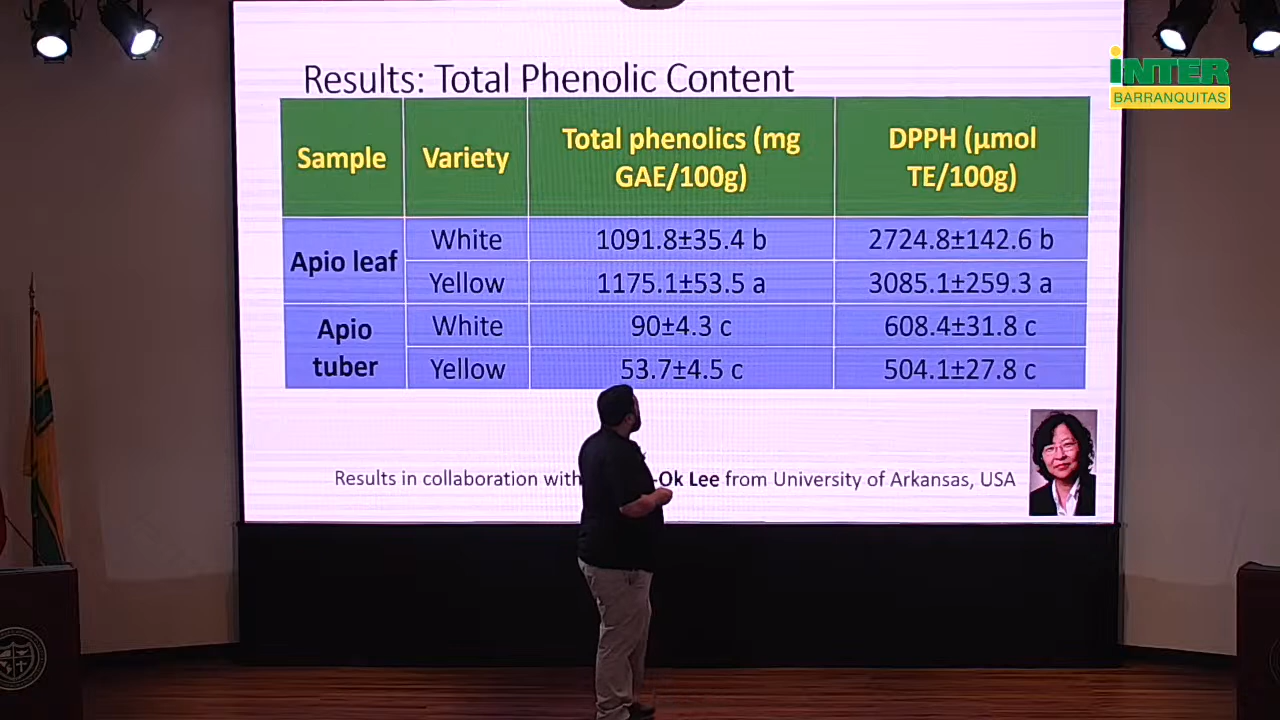 iNTER
BARRANQUITAS
Results: Total Phenolic Content
Sample Variety Total phenolics (mg GAE/100g) DPPH (µmol TE/100g)
Apio leaf White 1091.8±35.4 b 2724.8±142.6 b
Yellow 1175.1±53.5 a 3085.1±259.3 a
Apio tuber White 90±4.3 c 608.4±31.8 c
Yellow 53.7±4.5 c 504.1±27.8 c
Results in collaboration with -Ok Lee from University of Arkansas, USA